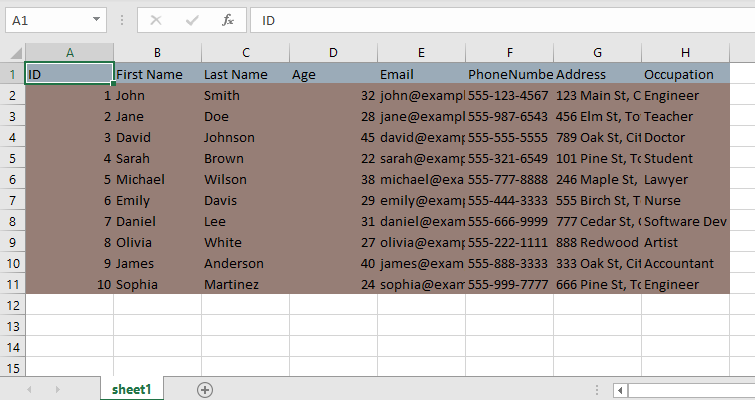 A1 fx ID
A B C D E F G H
1 ID First Name Last Name Age Email PhoneNumbe Address Occupation
2 1 John Smith 32 john@exampl 555-123-4567 123 Main St, C Engineer
3 2 Jane Doe 28 jane@exampl 555-987-6543 456 Elm St, To Teacher
4 3 David Johnson 45 david@examp 555-555-5555 789 Oak St, Cit Doctor
5 4 Sarah Brown 22 sarah@examp 555-321-6549 101 Pine St, To Student
6 5 Michael Wilson 38 michael@exa 555-777-8888 246 Maple St, Lawyer
7 6 Emily Davis 29 emily@examp 555-444-3333 555 Birch St, T Nurse
8 7 Daniel Lee 31 daniel@exam 555-666-9999 777 Cedar St, Software Dev
9 8 Olivia White 27 olivia@examp 555-222-1111 888 Redwood Artist
10 9 James Anderson 40 james@exam 555-888-3333 333 Oak St, Cit Accountant
11 10 Sophia Martinez 24 sophia@exam 555-999-7777 666 Pine St, To Engineer
12
13
14
15
sheet1